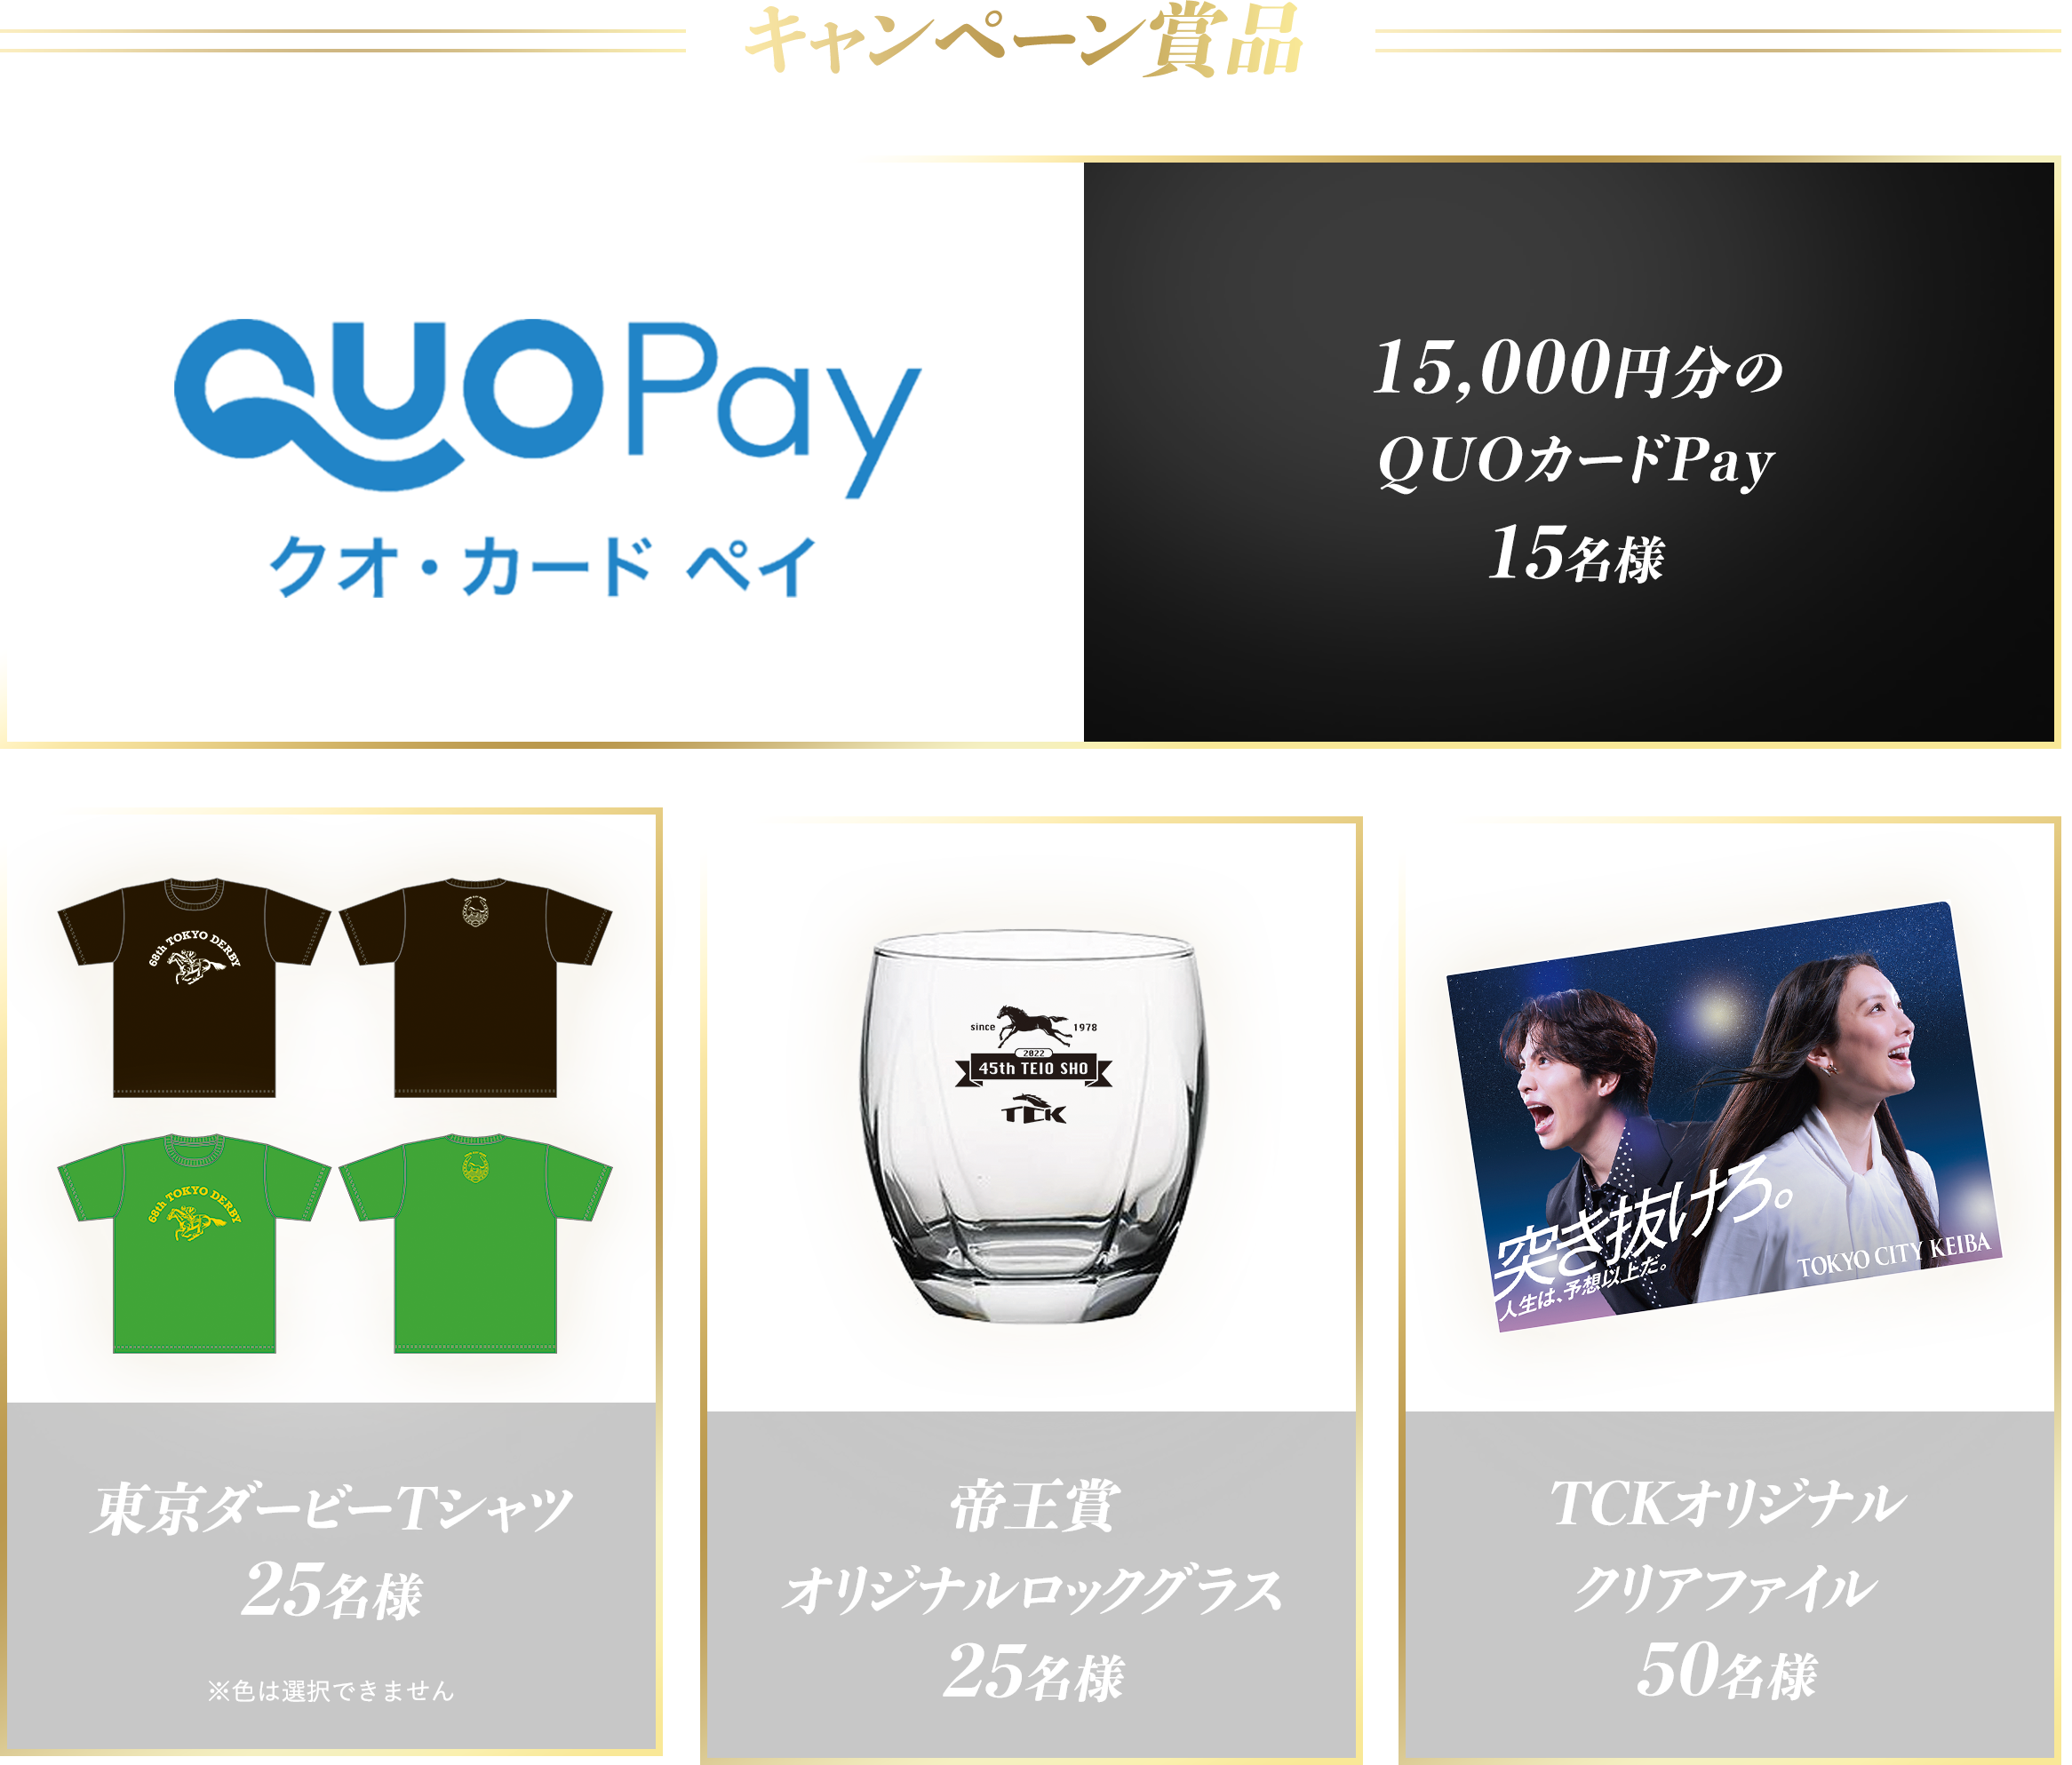 キャンペーン賞品
QUOPay
クオ・カード ペイ
15,000円分の
QUOカードPay
15名様
68th TOKYO DERBY
68th TOKYO DERBY
東京ダービーTシャツ
25名様
※色は選択できません
since 1978
2022
45th TEIO SHO
TCK
帝王賞
オリジナルロックグラス
25名様
突き抜けろ。
人生は、予想以上だ。
TOKYO CITY KEIBA
TCKオリジナル
クリアファイル
50名様